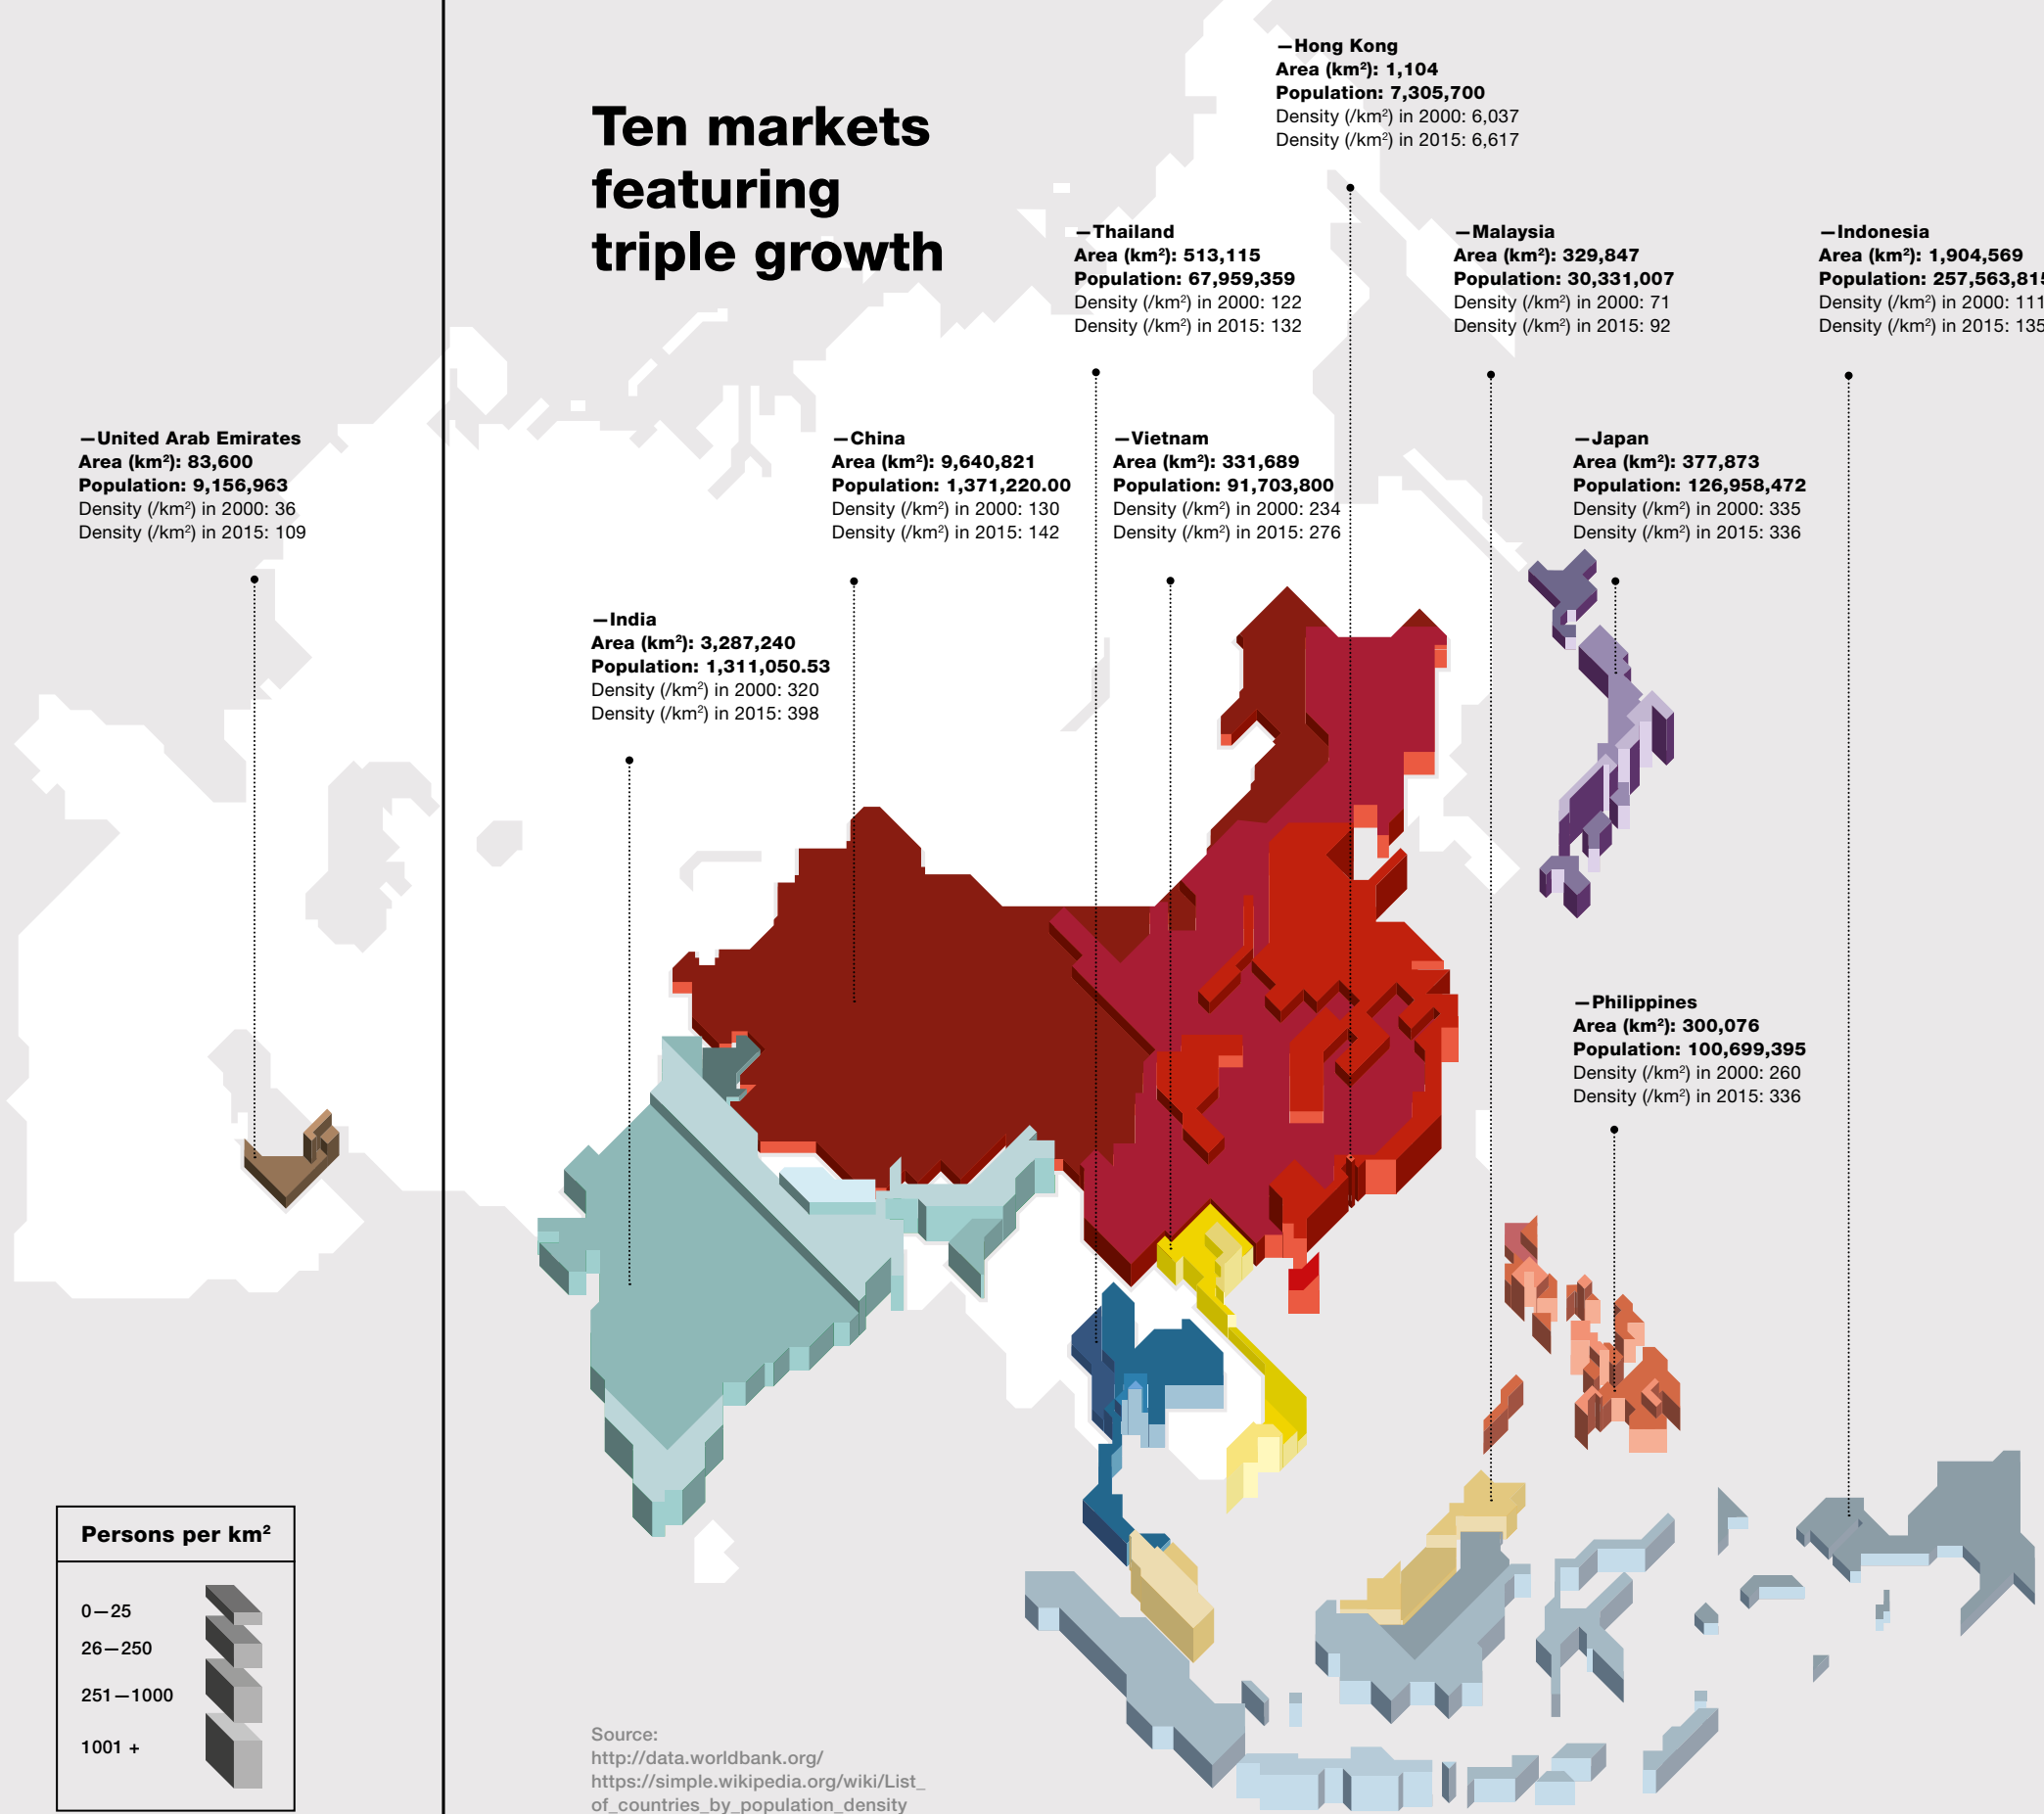 Ten markets
featuring
triple growth
—Hong Kong
Area (km²): 1,104
Population: 7,305,700
Density (/km²) in 2000: 6,037
Density (/km²) in 2015: 6,617
—Thailand
Area (km²): 513,115
Population: 67,959,359
Density (/km²) in 2000: 122
Density (/km²) in 2015: 132
—Malaysia
Area (km²): 329,847
Population: 30,331,007
Density (/km²) in 2000: 71
Density (/km²) in 2015: 92
—Indonesia
Area (km²): 1,904,569
Population: 257,563,815
Density (/km²) in 2000: 111
Density (/km²) in 2015: 135
—United Arab Emirates
Area (km²): 83,600
Population: 9,156,963
Density (/km²) in 2000: 36
Density (/km²) in 2015: 109
—China
Area (km²): 9,640,821
Population: 1,371,220.00
Density (/km²) in 2000: 130
Density (/km²) in 2015: 142
—Vietnam
Area (km²): 331,689
Population: 91,703,800
Density (/km²) in 2000: 234
Density (/km²) in 2015: 276
—Japan
Area (km²): 377,873
Population: 126,958,472
Density (/km²) in 2000: 335
Density (/km²) in 2015: 336
—India
Area (km²): 3,287,240
Population: 1,311,050.53
Density (/km²) in 2000: 320
Density (/km²) in 2015: 398
—Philippines
Area (km²): 300,076
Population: 100,699,395
Density (/km²) in 2000: 260
Density (/km²) in 2015: 336
Persons per km²
0—25
26—250
251—1000
1001 +
Source:
http://data.worldbank.org/
https://simple.wikipedia.org/wiki/List_
of_countries_by_population_density